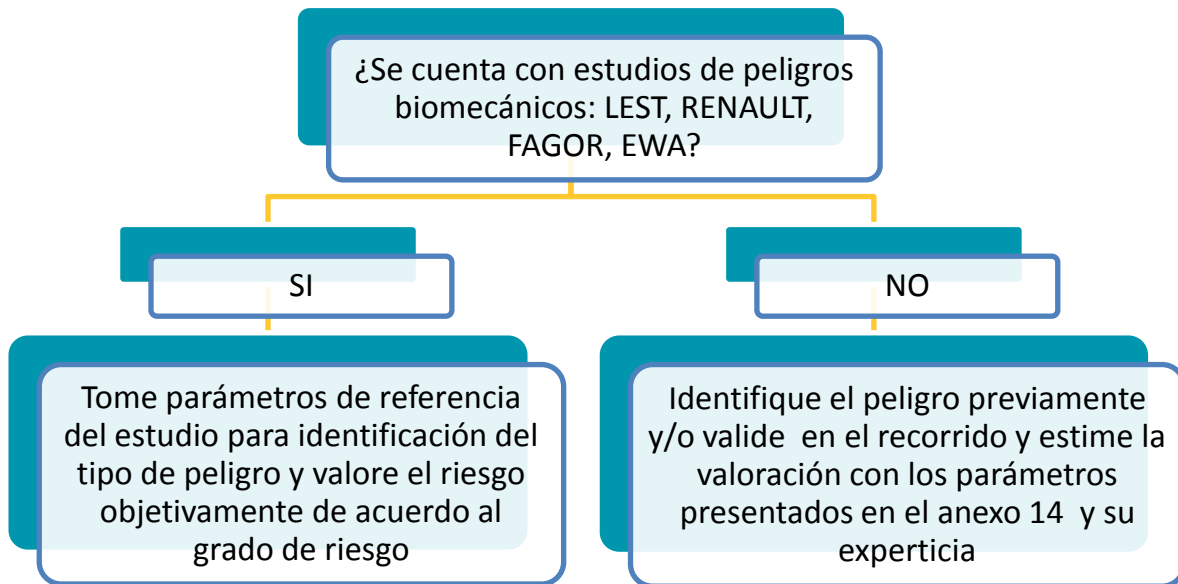 ¿Se cuenta con estudios de peligros
biomecánicos: LEST, RENAULT,
FAGOR, EWA?
SI
NO
Tome parámetros de referencia
del estudio para identificación del
tipo de peligro y valore el riesgo
objetivamente de acuerdo al
grado de riesgo
Identifique el peligro previamente
y/o valide en el recorrido y estime la
valoración con los parámetros
presentados en el anexo 14 y su
experticia